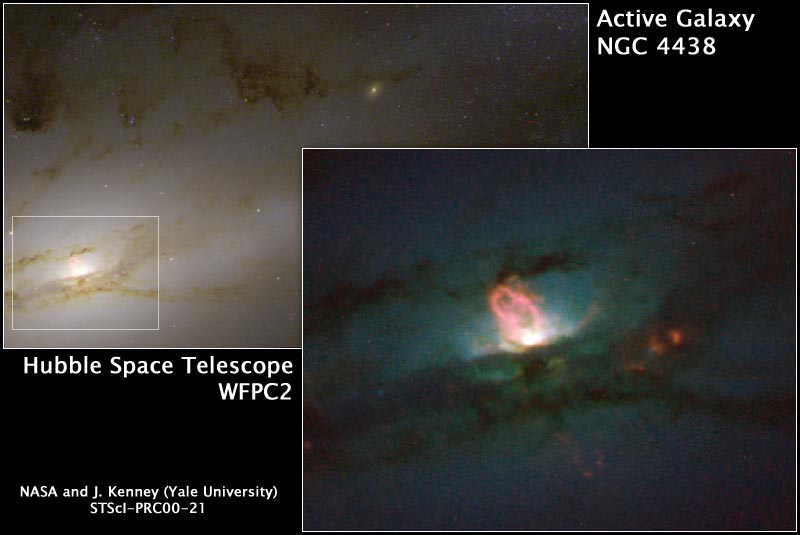 Active Galaxy
NGC 4438
Hubble Space Telescope
WFPC2
NASA and J. Kenney (Yale University)
STScI-PRC00-21